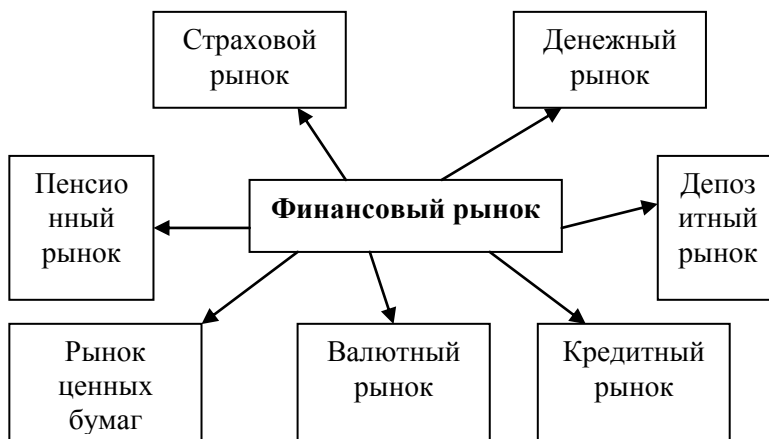 Страховой
рынок
Денежный
рынок
Пенсио
нный
рынок
Финансовый рынок
Депоз
итный
рынок
Рынок
ценных
бумаг
Валютный
рынок
Кредитный
рынок